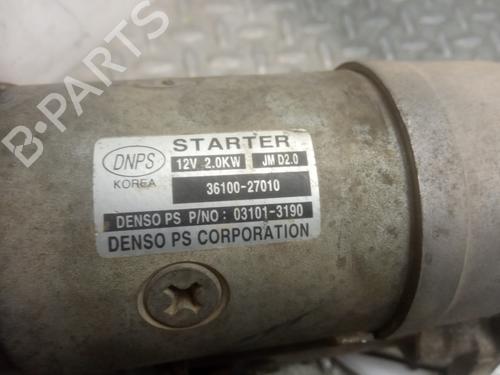 B-PARTS
STARTER
DNPS
12V 2.0KW JM D2.0
KOREA
36100-27010
DENSO PS P/NO : 03101-3190
DENSO PS CORPORATION